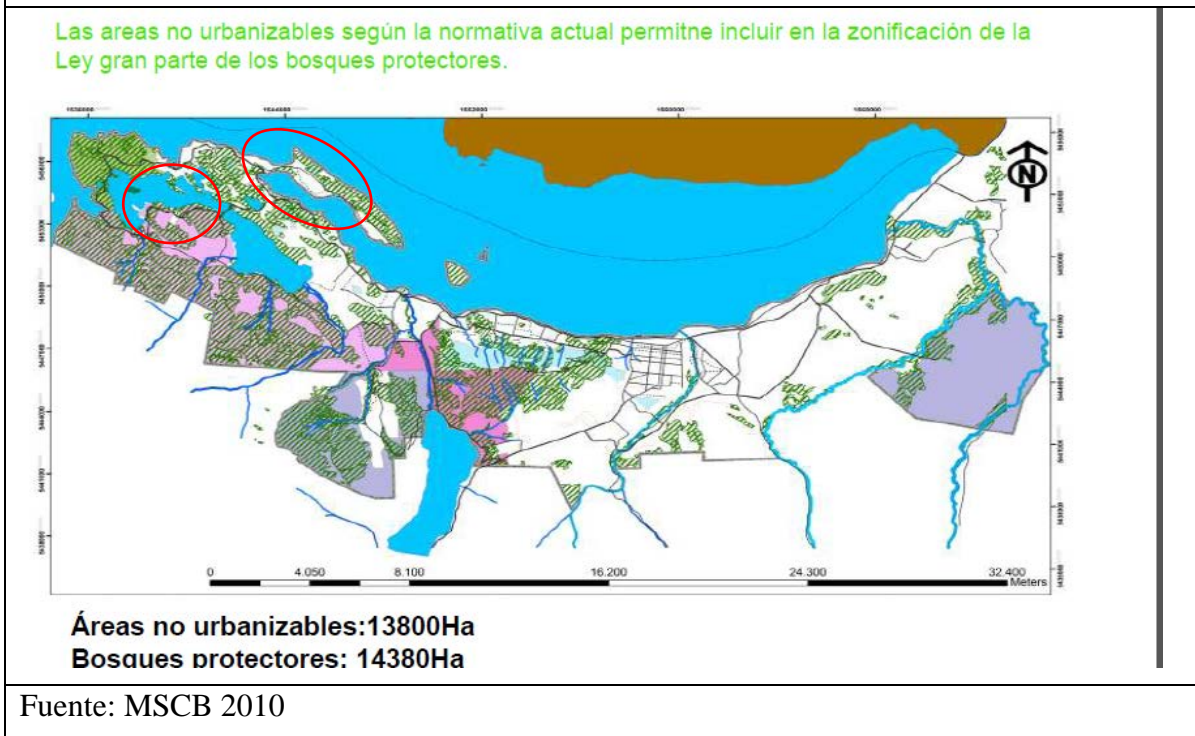 Las areas no urbanizables según la normativa actual permitne incluir en la zonificación de la
Ley gran parte de los bosques protectores.
N
0 4.050 8.100 16.200 24.300 32.400
Meters
Áreas no urbanizables:13800Ha
Bosques protectores: 14380Ha
Fuente: MSCB 2010